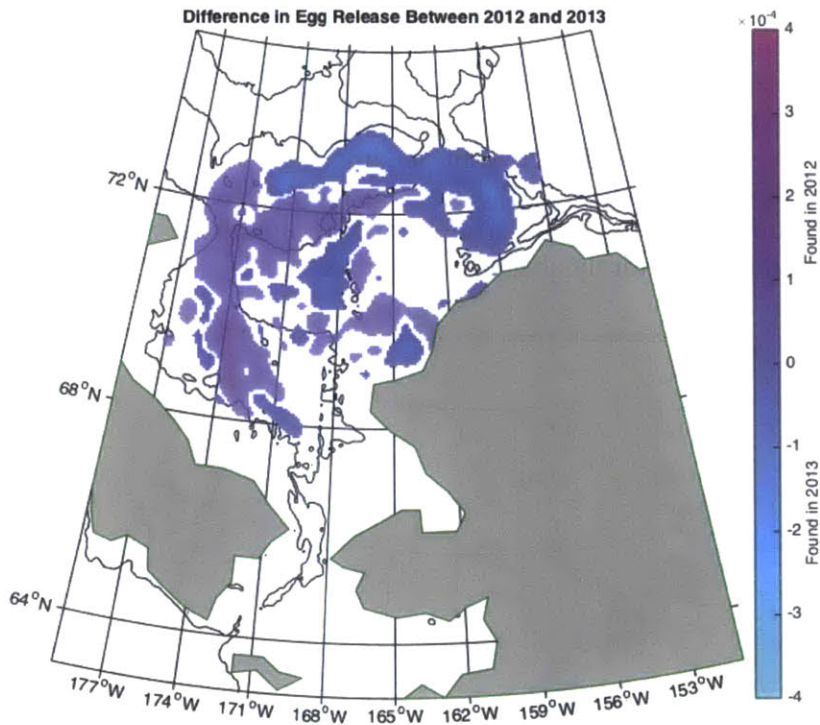 Difference in Egg Release Between 2012 and 2013
×10⁻⁴
4
3
2
1
0
-1
-2
-3
-4
Found in 2012
Found in 2013
72°N
68°N
64°N
177°W
174°W
171°W
168°W
165°W
162°W
159°W
156°W
153°W